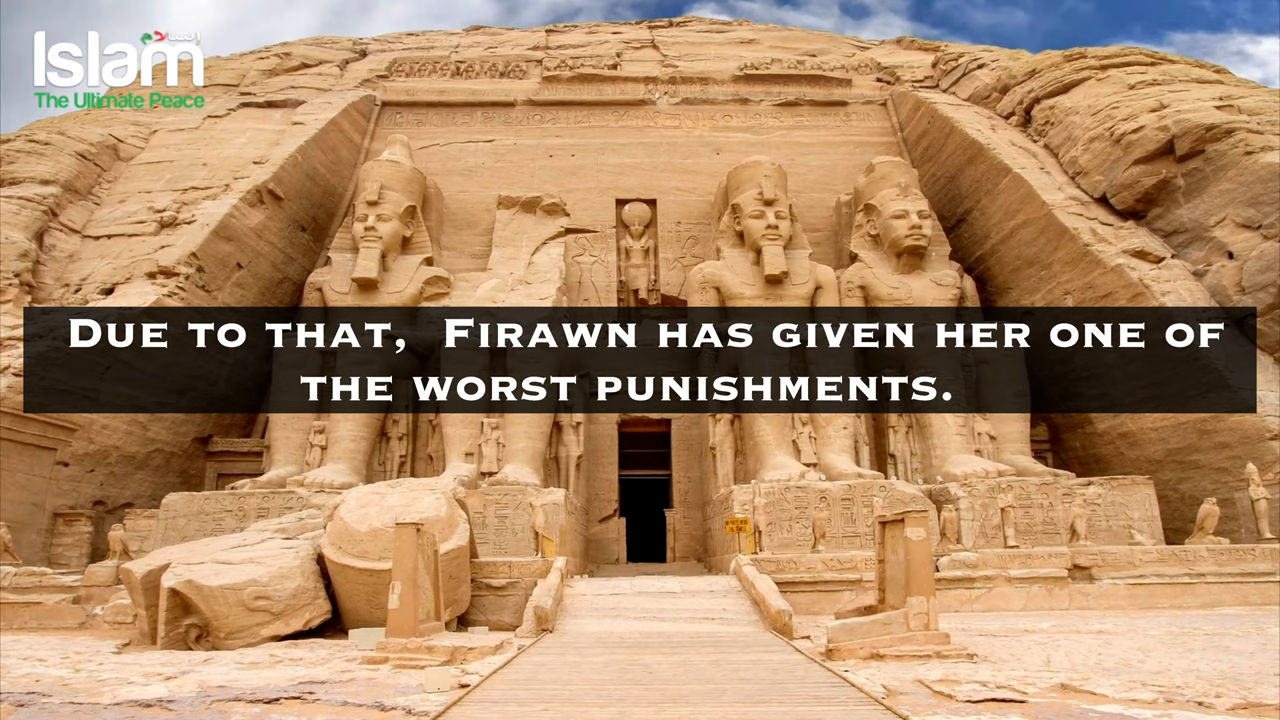 Islam
The Ultimate Peace
DUE TO THAT, FIRAWN HAS GIVEN HER ONE OF
THE WORST PUNISHMENTS.